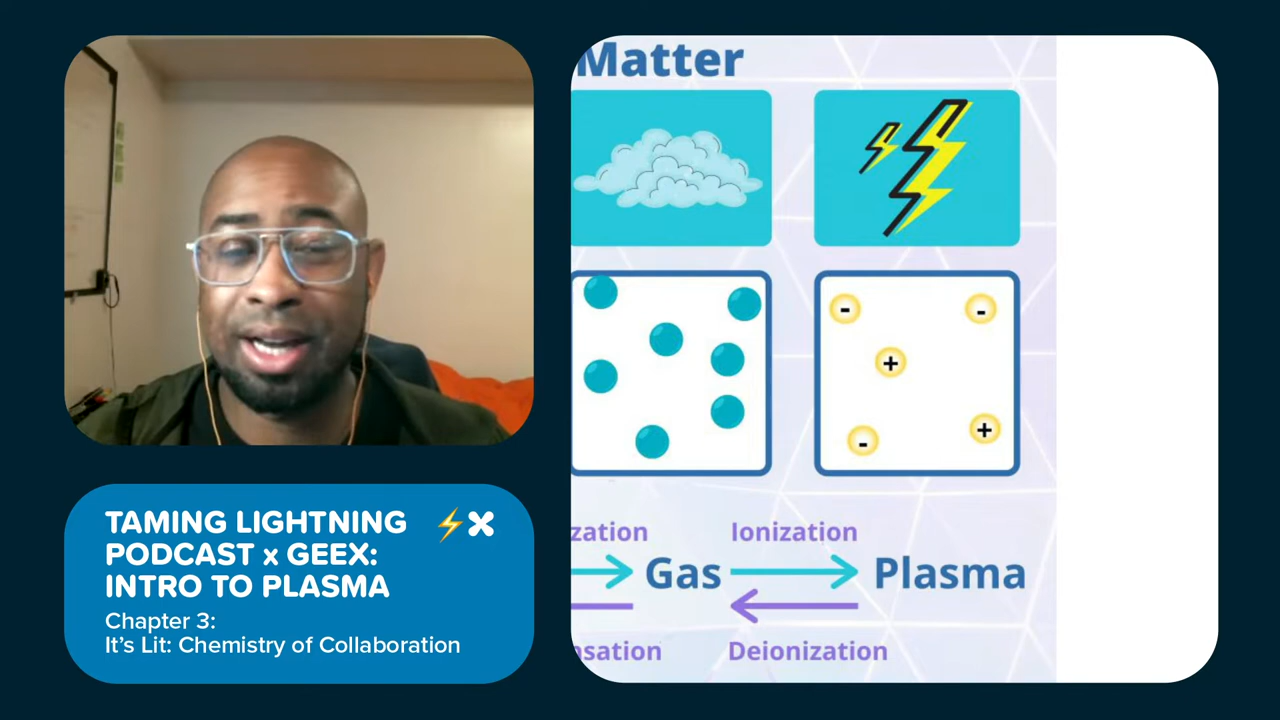 TAMING LIGHTNING
PODCAST x GEEX:
INTRO TO PLASMA
Chapter 3:
It’s Lit: Chemistry of Collaboration
Matter
- -
+
- +
zation Ionization
Gas Plasma
nsation Deionization